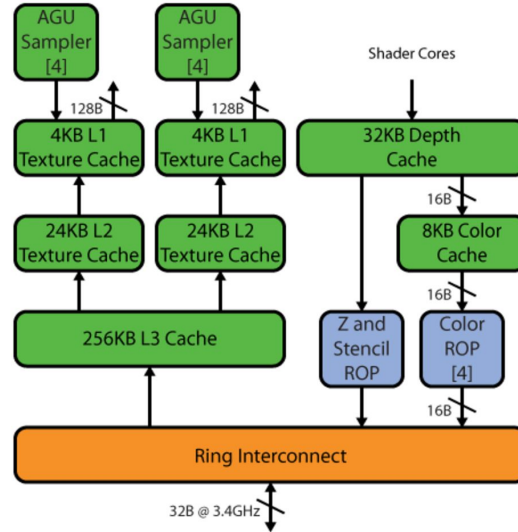 AGU
Sampler
[4]
AGU
Sampler
[4]
Shader Cores
128B
128B
4KB L1
Texture Cache
4KB L1
Texture Cache
32KB Depth
Cache
16B
24KB L2
Texture Cache
24KB L2
Texture Cache
8KB Color
Cache
16B
256KB L3 Cache
Z and
Stencil
ROP
Color
ROP
[4]
16B
Ring Interconnect
32B @ 3.4GHz